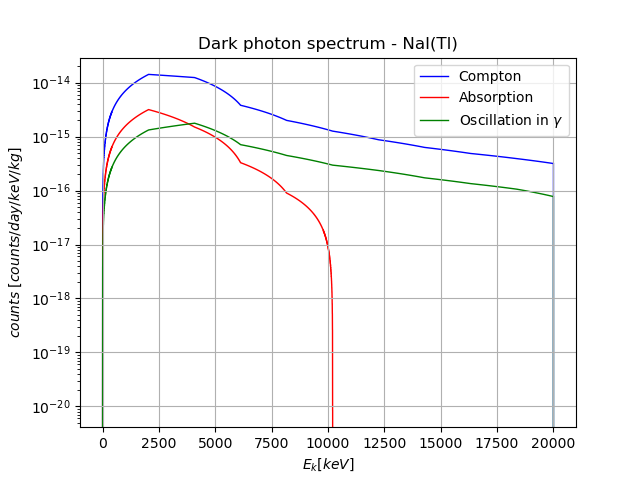 Dark photon spectrum - NaI(Tl)
Compton
Absorption
Oscillation in γ
counts [counts/day/keV/kg]
10⁻¹⁴
10⁻¹⁵
10⁻¹⁶
10⁻¹⁷
10⁻¹⁸
10⁻¹⁹
10⁻²⁰
0 2500 5000 7500 10000 12500 15000 17500 20000
Eₖ[keV]